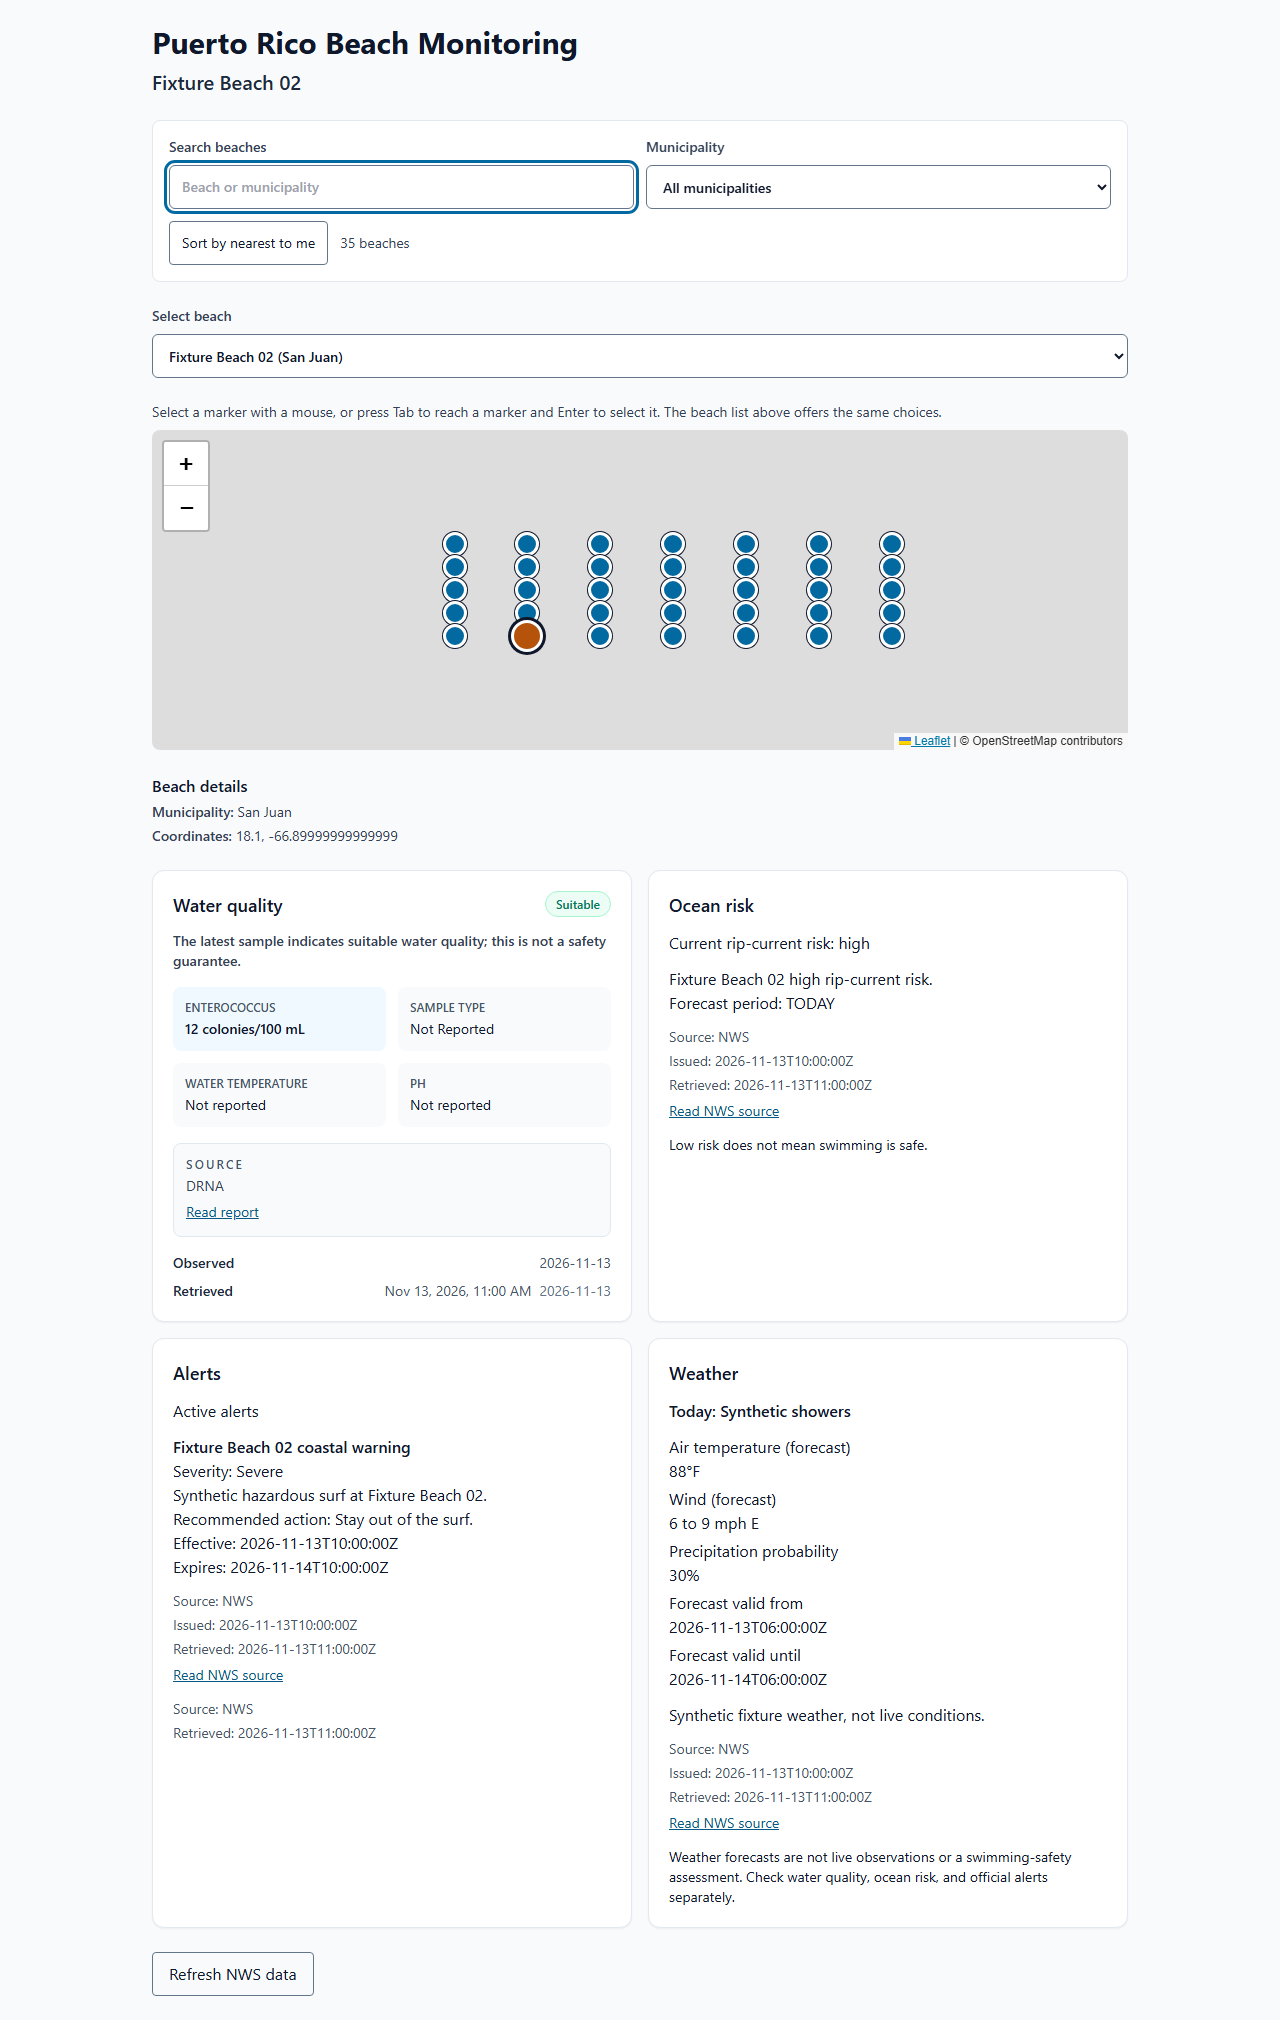 Puerto Rico Beach Monitoring
Fixture Beach 02
Search beaches
Municipality
Beach or municipality
All municipalities
Sort by nearest to me
35 beaches
Select beach
Fixture Beach 02 (San Juan)
Select a marker with a mouse, or press Tab to reach a marker and Enter to select it. The beach list above offers the same choices.
+
−
Leaflet | © OpenStreetMap contributors
Beach details
Municipality: San Juan
Coordinates: 18.1, -66.89999999999999
Water quality
Suitable
The latest sample indicates suitable water quality; this is not a safety
guarantee.
ENTEROCOCCUS
12 colonies/100 mL
SAMPLE TYPE
Not Reported
WATER TEMPERATURE
Not reported
PH
Not reported
SOURCE
DRNA
Read report
Observed
2026-11-13
Retrieved
Nov 13, 2026, 11:00 AM 2026-11-13
Ocean risk
Current rip-current risk: high
Fixture Beach 02 high rip-current risk.
Forecast period: TODAY
Source: NWS
Issued: 2026-11-13T10:00:00Z
Retrieved: 2026-11-13T11:00:00Z
Read NWS source
Low risk does not mean swimming is safe.
Alerts
Active alerts
Fixture Beach 02 coastal warning
Severity: Severe
Synthetic hazardous surf at Fixture Beach 02.
Recommended action: Stay out of the surf.
Effective: 2026-11-13T10:00:00Z
Expires: 2026-11-14T10:00:00Z
Source: NWS
Issued: 2026-11-13T10:00:00Z
Retrieved: 2026-11-13T11:00:00Z
Read NWS source
Source: NWS
Retrieved: 2026-11-13T11:00:00Z
Weather
Today: Synthetic showers
Air temperature (forecast)
88°F
Wind (forecast)
6 to 9 mph E
Precipitation probability
30%
Forecast valid from
2026-11-13T06:00:00Z
Forecast valid until
2026-11-14T06:00:00Z
Synthetic fixture weather, not live conditions.
Source: NWS
Issued: 2026-11-13T10:00:00Z
Retrieved: 2026-11-13T11:00:00Z
Read NWS source
Weather forecasts are not live observations or a swimming-safety
assessment. Check water quality, ocean risk, and official alerts
separately.
Refresh NWS data